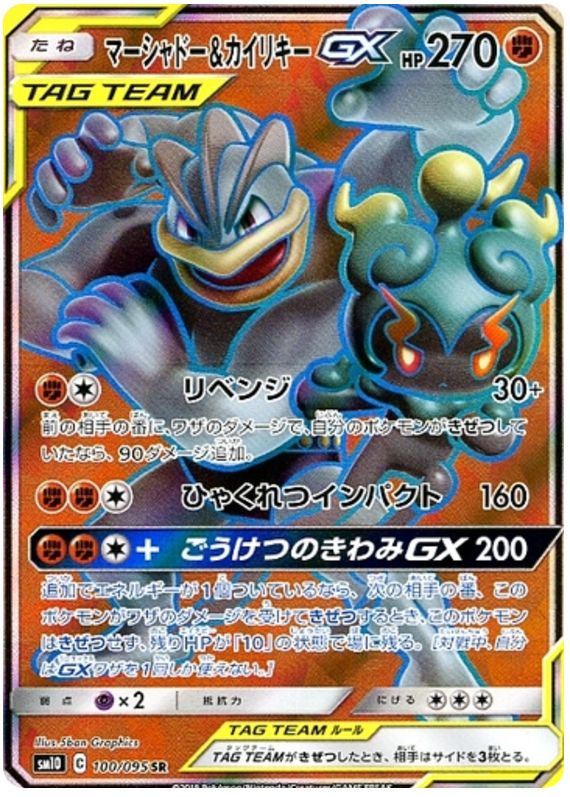 たね マーシャドー&カイリキーGX HP270
TAG TEAM
リベンジ 30+
前の相手の番に、ワザのダメージで、自分のポケモンがきぜつして
いたなら、90ダメージ追加。
ひゃくれつインパクト 160
+ ごうけつのきわみGX 200
追加でエネルギーが1個ついているなら、次の相手の番、この
ポケモンがワザのダメージを受けてきぜつするとき、このポケモン
はきぜつせず、残りHPが「10」の状態で場に残る。[対戦中、自分
はGXワザを1回しか使えない。]
弱点 ×2 抵抗力 にげる
TAG TEAM ルール
Illus. 5ban Graphics
TAG TEAMがきぜつしたとき、相手はサイドを3枚とる。
sm10 C 100/095 SR
©2019 Pokémon/Nintendo/Creatures/GAME FREAK